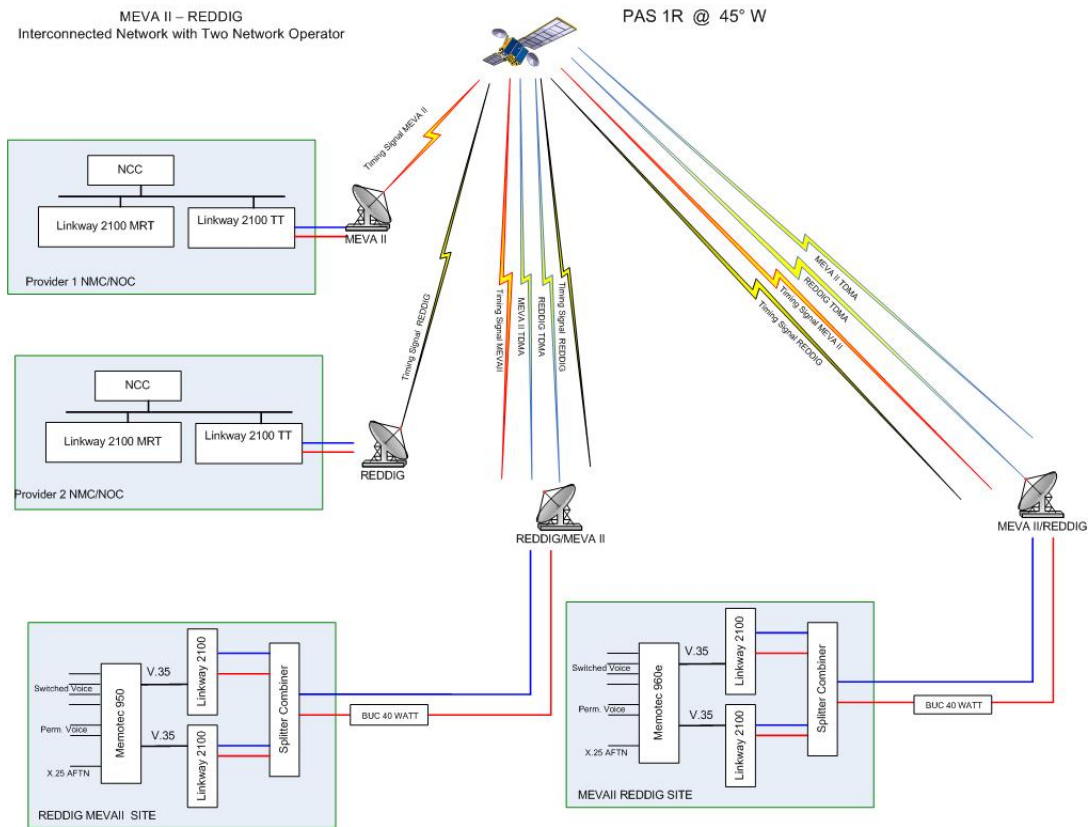 MEVA II – REDDIG
Interconnected Network with Two Network Operator
PAS 1R @ 45° W
NCC
Linkway 2100 MRT
Linkway 2100 TT
Provider 1 NMC/NOC
MEVA II
Timing Signal MEVA II
NCC
Linkway 2100 MRT
Linkway 2100 TT
Provider 2 NMC/NOC
REDDIG
Timing Signal REDDIG
Timing Signal MEVAII
MEVA II TDMA
REDDIG TDMA
Timing Signal REDDIG
MEVA II TDMA
REDDIG TDMA
Timing Signal MEVA II
Timing Signal REDDIG
REDDIG/MEVA II
MEVA II/REDDIG
Switched Voice
Perm. Voice
X.25 AFTN
Memotec 950
V.35
V.35
Linkway 2100
Linkway 2100
Splitter Combiner
BUC 40 WATT
REDDIG MEVAII SITE
Switched Voice
Perm. Voice
X.25 AFTN
Memotec 960e
V.35
V.35
Linkway 2100
Linkway 2100
Splitter Combiner
BUC 40 WATT
MEVAII REDDIG SITE